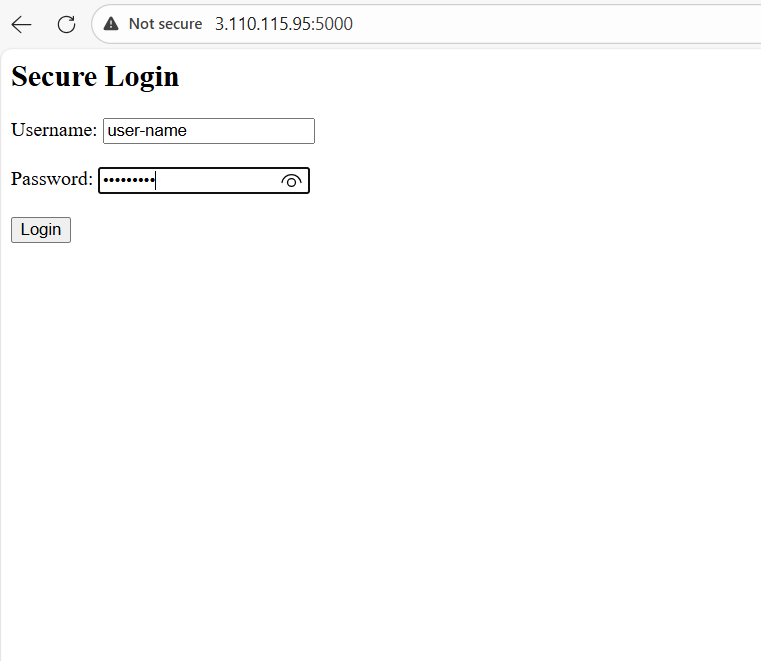 Not secure 3.110.115.95:5000
Secure Login
Username: user-name
Password: •••••••••
Login